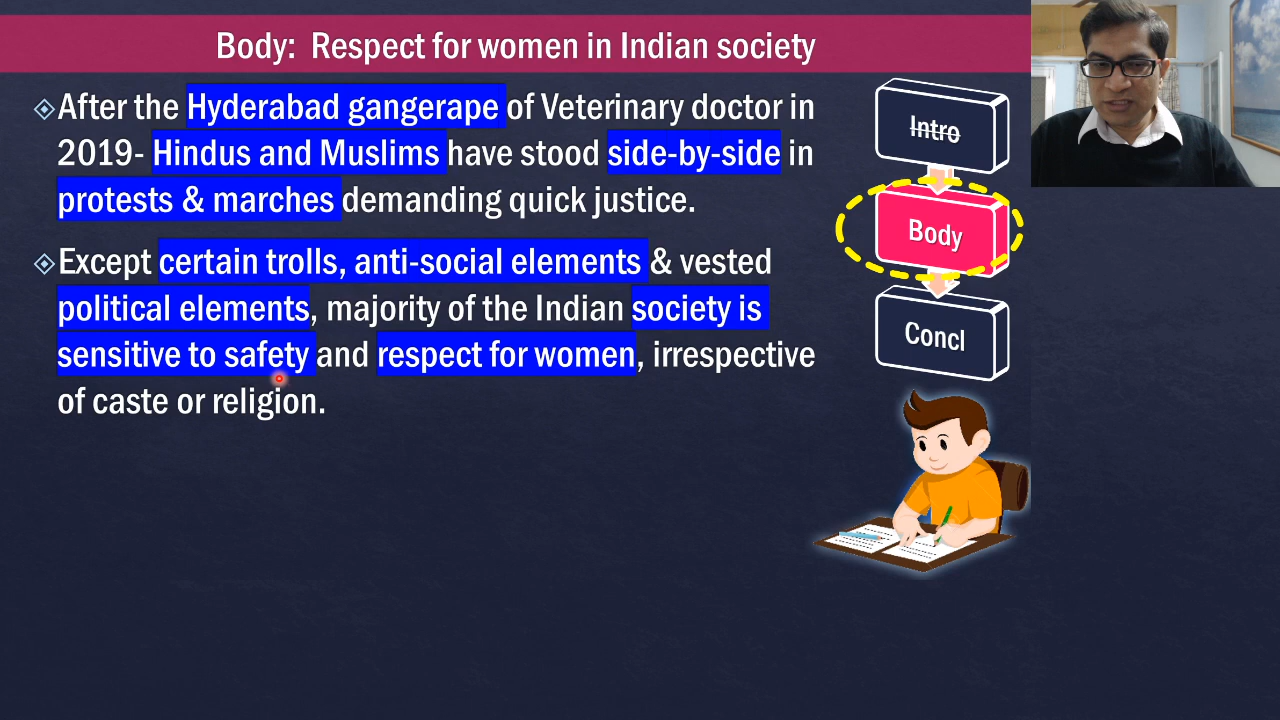 Body:  Respect for women in Indian society
After the Hyderabad gangerape of Veterinary doctor in
2019- Hindus and Muslims have stood side-by-side in
protests & marches demanding quick justice.
Except certain trolls, anti-social elements & vested
political elements, majority of the Indian society is
sensitive to safety and respect for women, irrespective
of caste or religion.
Intro
Body
Concl